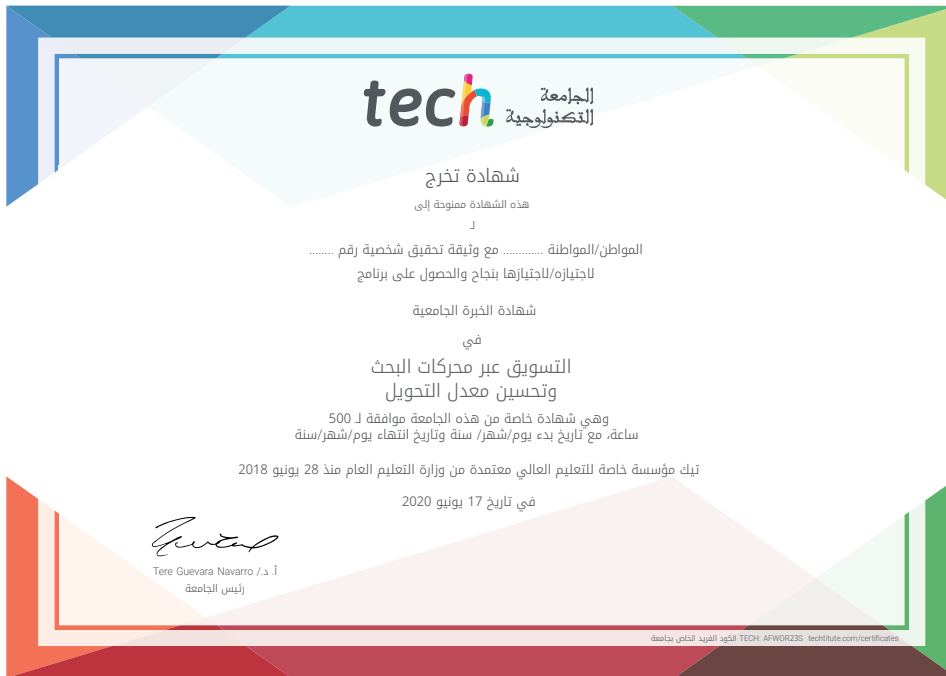 tech الجامعة
التكنولوجية
شهادة تخرج
هذه الشهادة ممنوحة إلى
لـ
المواطن/المواطنة ............. مع وثيقة تحقيق شخصية رقم ........
لاجتيازه/لاجتيازها بنجاح والحصول على برنامج
شهادة الخبرة الجامعية
في
التسويق عبر محركات البحث
وتحسين معدل التحويل
وهي شهادة خاصة من هذه الجامعة موافقة لـ 500
ساعة، مع تاريخ بدء يوم/شهر/ سنة وتاريخ انتهاء يوم/شهر/سنة
تيك مؤسسة خاصة للتعليم العالي معتمدة من وزارة التعليم العام منذ 28 يونيو 2018
في تاريخ 17 يونيو 2020
أ. د./ Tere Guevara Navarro
رئيس الجامعة
الكود الفريد الخاص بجامعة TECH: AFWOR23S techtitute.com/certificates